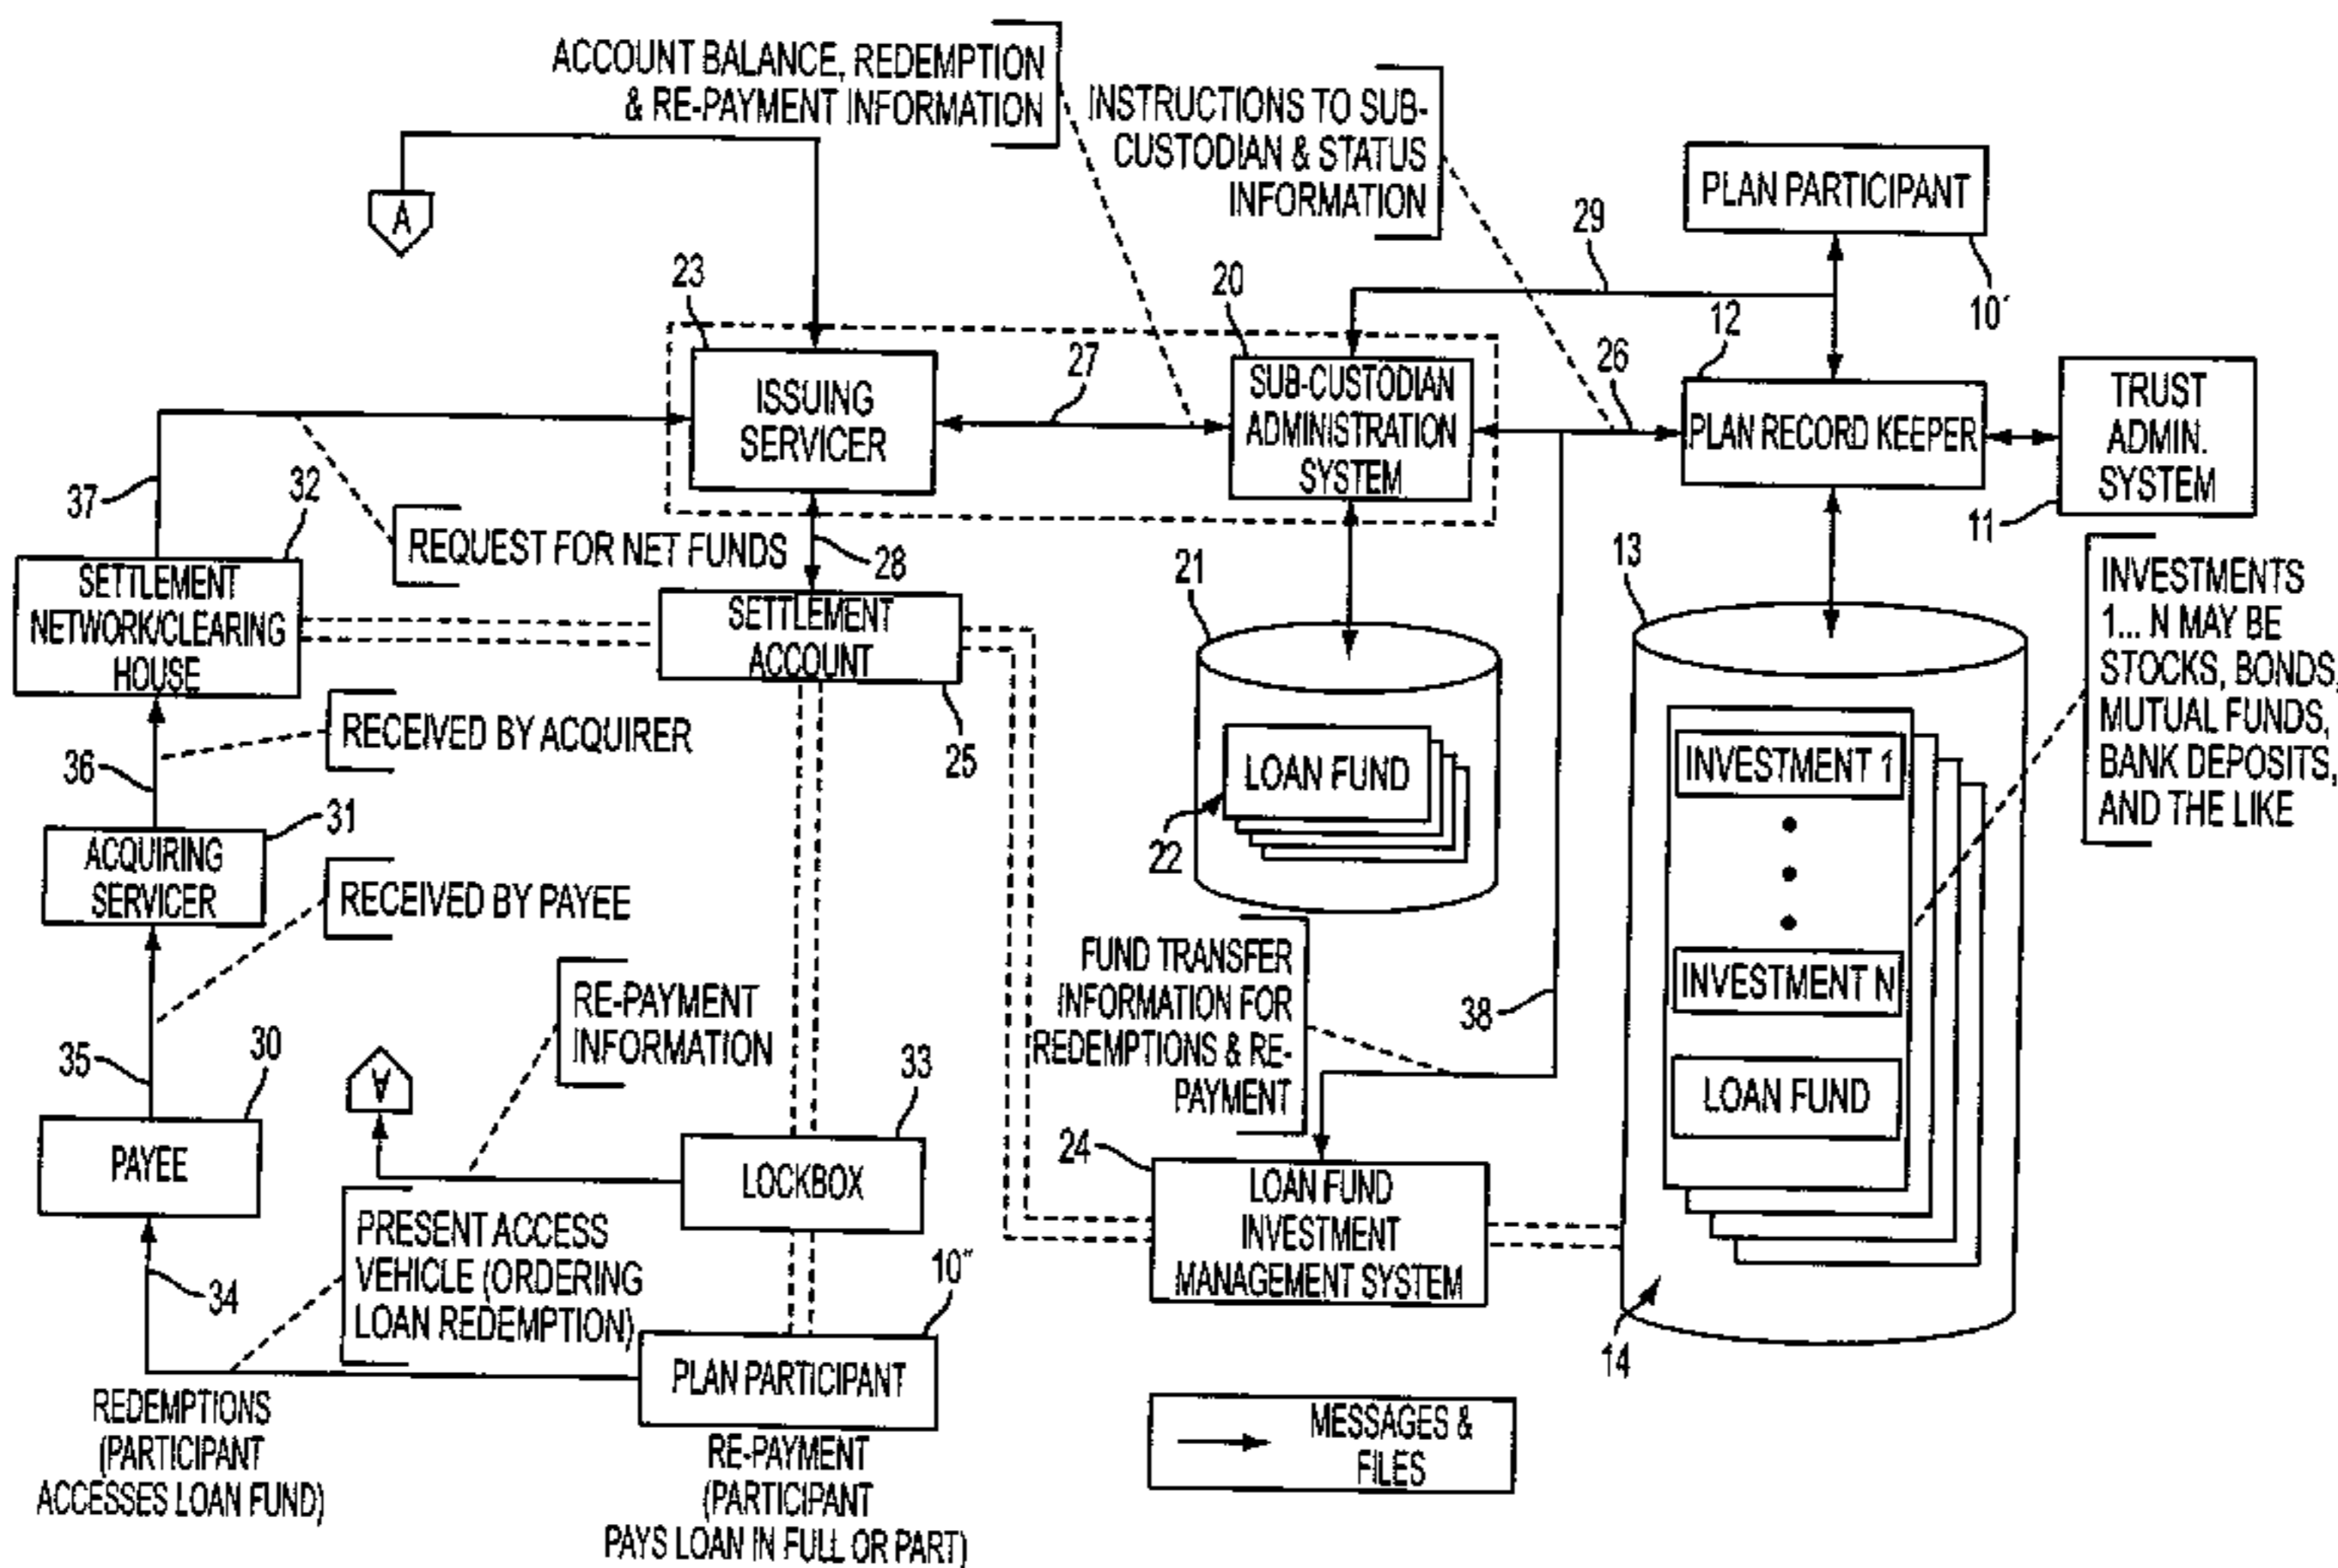 ACCOUNT BALANCE, REDEMPTION
& RE-PAYMENT INFORMATION
INSTRUCTIONS TO SUB-
CUSTODIAN & STATUS
INFORMATION
PLAN PARTICIPANT
10'
A
29
23
20
12
ISSUING
SERVICER
27
SUB-CUSTODIAN
ADMINISTRATION
SYSTEM
26
PLAN RECORD KEEPER
TRUST
ADMIN.
SYSTEM
11
37
32
REQUEST FOR NET FUNDS
28
SETTLEMENT
NETWORK/CLEARING
HOUSE
SETTLEMENT
ACCOUNT
25
21
13
INVESTMENTS
1... N MAY BE
STOCKS, BONDS,
MUTUAL FUNDS,
BANK DEPOSITS,
AND THE LIKE
RECEIVED BY ACQUIRER
36
LOAN FUND
22
INVESTMENT 1
INVESTMENT N
LOAN FUND
14
31
ACQUIRING
SERVICER
RECEIVED BY PAYEE
35
30
PAYEE
RE-PAYMENT
INFORMATION
A
33
LOCKBOX
FUND TRANSFER
INFORMATION FOR
REDEMPTIONS & RE-
PAYMENT
38
24
LOAN FUND
INVESTMENT
MANAGEMENT SYSTEM
34
PRESENT ACCESS
VEHICLE (ORDERING
LOAN REDEMPTION)
10"
PLAN PARTICIPANT
REDEMPTIONS
(PARTICIPANT
ACCESSES LOAN FUND)
RE-PAYMENT
(PARTICIPANT
PAYS LOAN IN FULL OR PART)
MESSAGES &
FILES